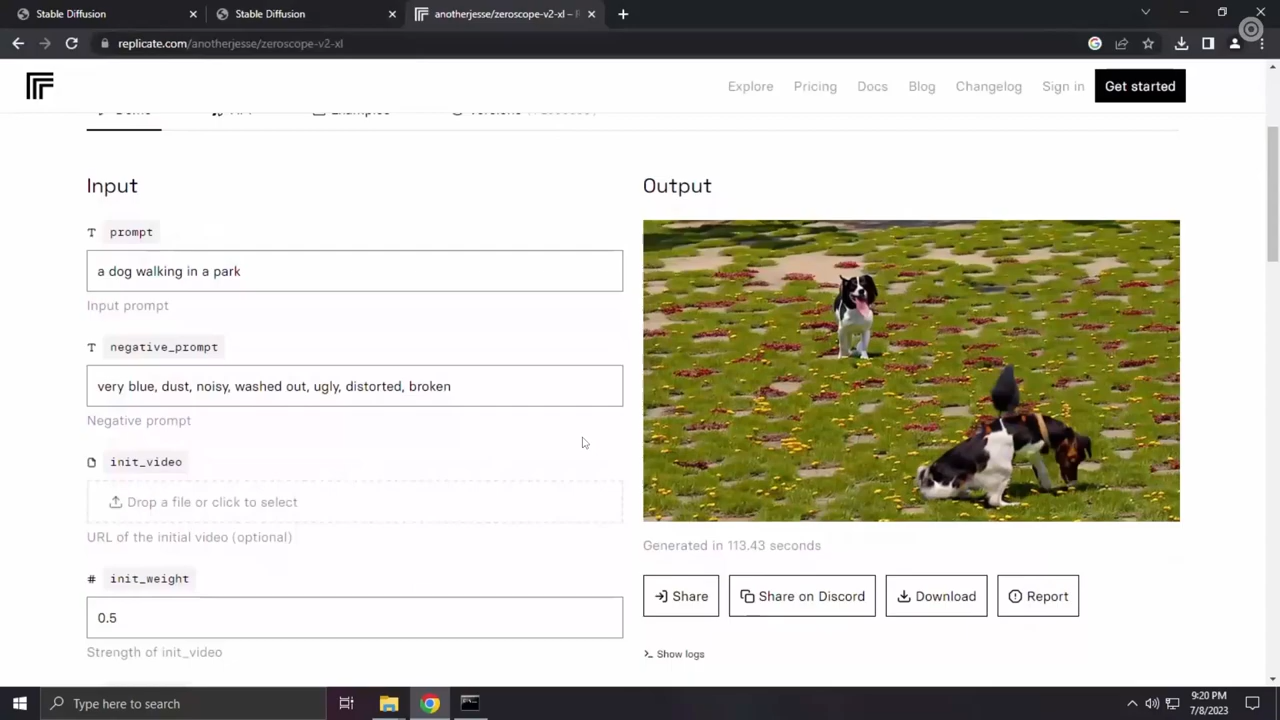 Stable Diffusion
Stable Diffusion
anotherjesse/zeroscope-v2-xl –
replicate.com/anotherjesse/zeroscope-v2-xl
Explore
Pricing
Docs
Blog
Changelog
Sign in
Get started
Examples
Input
prompt
a dog walking in a park
Input prompt
negative_prompt
very blue, dust, noisy, washed out, ugly, distorted, broken
Negative prompt
init_video
Drop a file or click to select
URL of the initial video (optional)
init_weight
0.5
Strength of init_video
Output
Generated in 113.43 seconds
Share
Share on Discord
Download
Report
Show logs
Type here to search
9:20 PM
7/8/2023